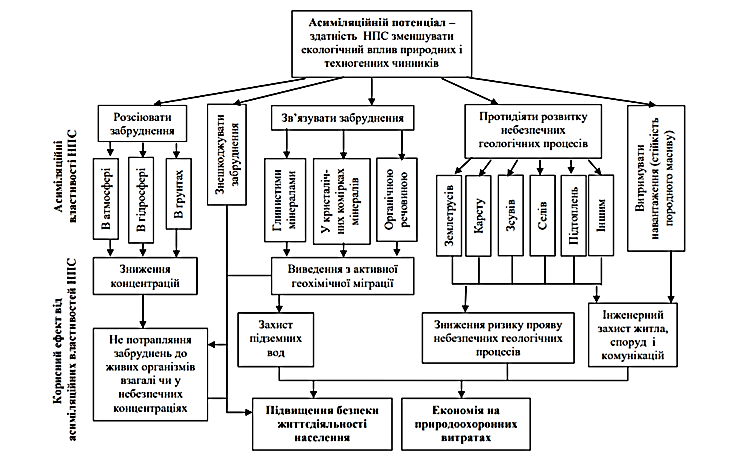 Асиміляційній потенціал –
здатність НПС зменшувати
екологічний вплив природних і
техногенних чинників
Асиміляційні
властивості НПС
Розсіювати
забруднення
Знешкоджувати
забруднення
Зв'язувати забруднення
Протидіяти розвитку
небезпечних
геологічних процесів
Витримувати
навантаження (стійкість
породного масиву)
В атмосфері
В гідросфері
В ґрунтах
Глинистими
мінералами
У кристаліч-
них комірках
мінералів
Органічною
речовиною
Землетрусів
Карсту
Зсувів
Селів
Підтоплень
Іншим
Корисний ефект від
асиміляційних властивостей НПС
Зниження
концентрацій
Виведення з активної
геохімічної міграції
Не потрапляння
забруднень до
живих організмів
взагалі чи у
небезпечних
концентраціях
Захист
підземних
вод
Зниження ризику прояву
небезпечних геологічних
процесів
Інженерний
захист житла,
споруд і
комунікацій
Підвищення безпеки
життєдіяльності
населення
Економія на
природоохоронних
витратах